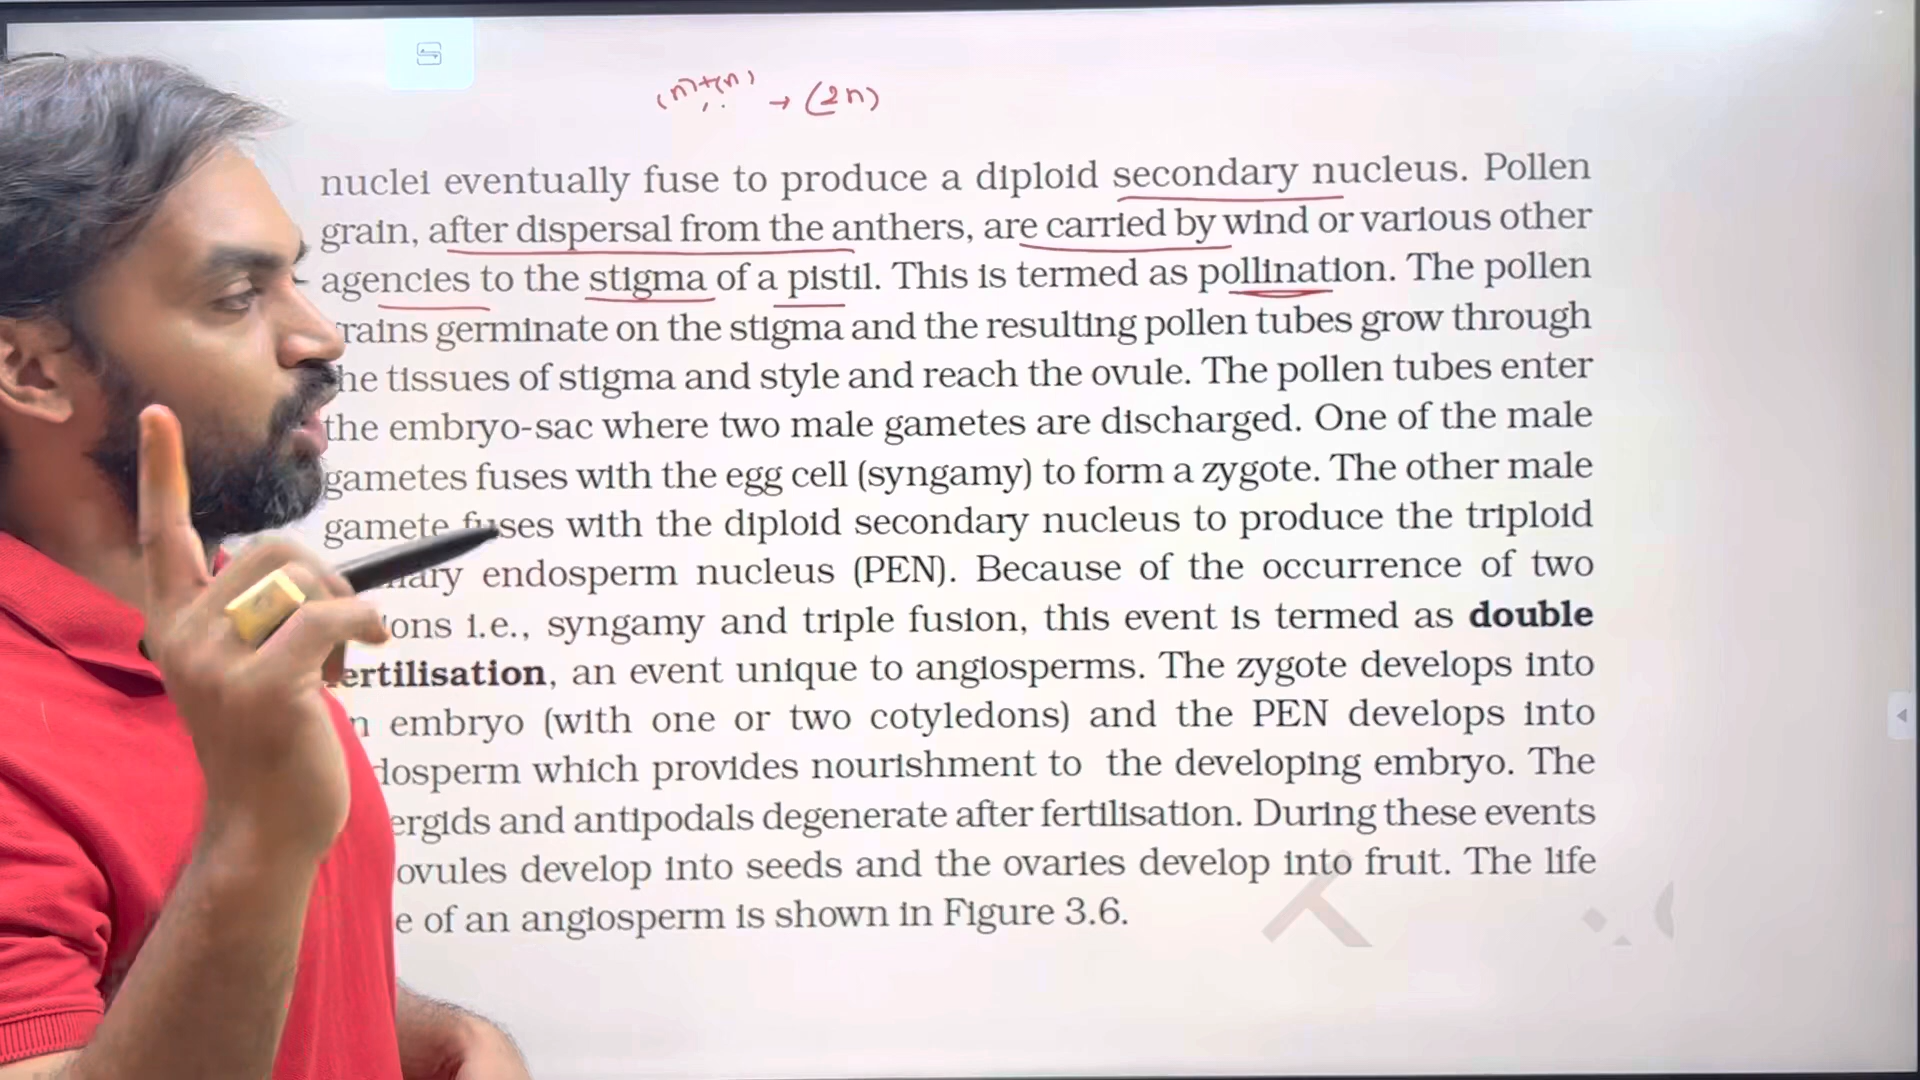 (n)+(n) → (2n)
nuclei eventually fuse to produce a diploid secondary nucleus. Pollen
grain, after dispersal from the anthers, are carried by wind or various other
agencies to the stigma of a pistil. This is termed as pollination. The pollen
rains germinate on the stigma and the resulting pollen tubes grow through
he tissues of stigma and style and reach the ovule. The pollen tubes enter
the embryo-sac where two male gametes are discharged. One of the male
gametes fuses with the egg cell (syngamy) to form a zygote. The other male
gamete fuses with the diploid secondary nucleus to produce the triploid
endosperm nucleus (PEN). Because of the occurrence of two
ons i.e., syngamy and triple fusion, this event is termed as double
ertilisation, an event unique to angiosperms. The zygote develops into
n embryo (with one or two cotyledons) and the PEN develops into
dosperm which provides nourishment to the developing embryo. The
ergids and antipodals degenerate after fertilisation. During these events
ovules develop into seeds and the ovaries develop into fruit. The life
e of an angiosperm is shown in Figure 3.6.